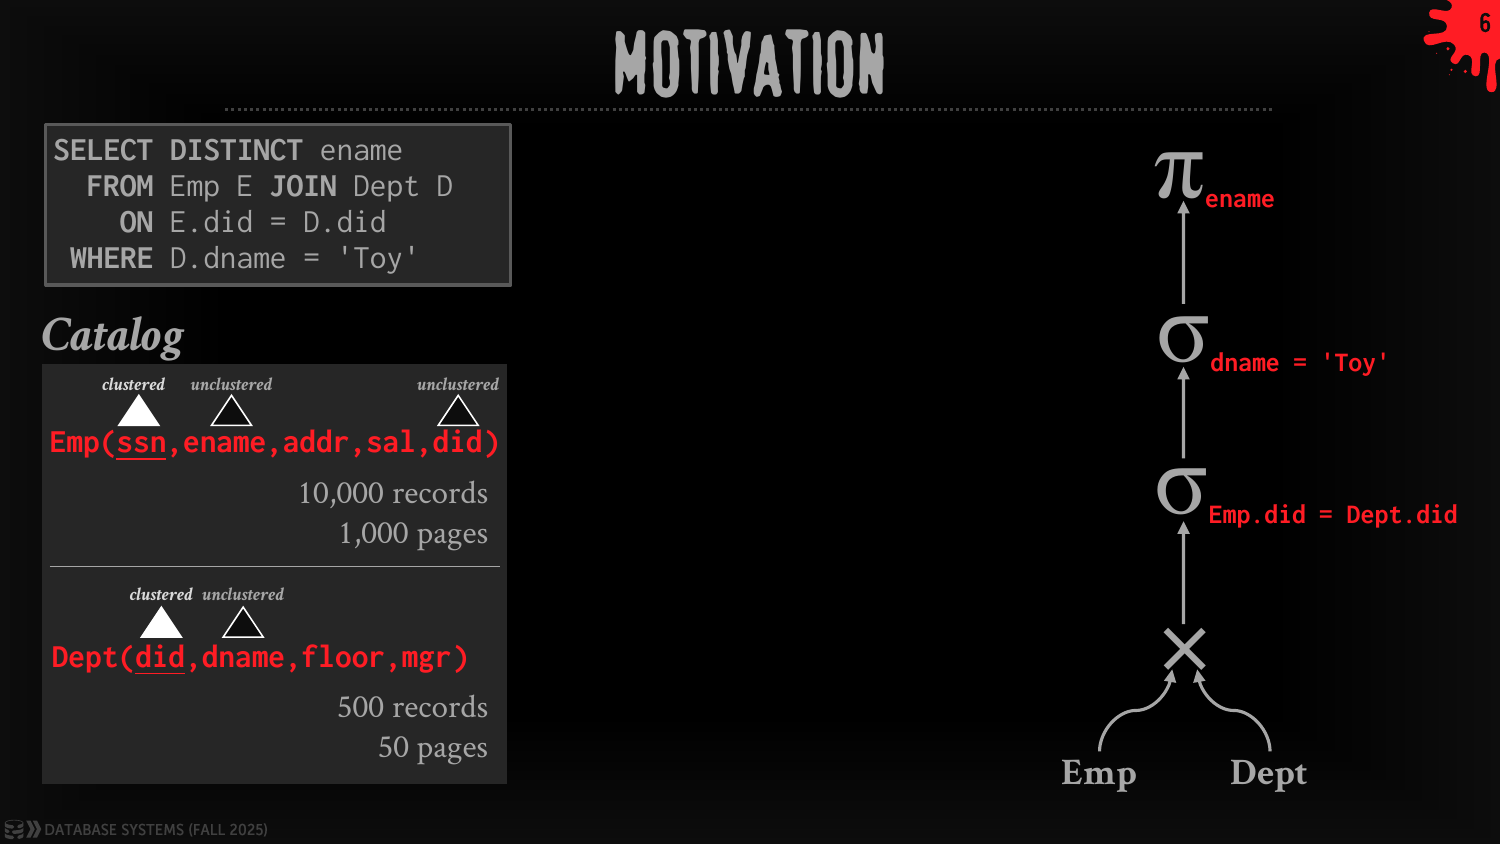 MOTIVATION
6
SELECT DISTINCT ename
FROM Emp E JOIN Dept D
ON E.did = D.did
WHERE D.dname = 'Toy'
Catalog
clustered unclustered unclustered
Emp(ssn,ename,addr,sal,did)
10,000 records
1,000 pages
clustered unclustered
Dept(did,dname,floor,mgr)
500 records
50 pages
π ename
σ dname = 'Toy'
σ Emp.did = Dept.did
×
Emp Dept
DATABASE SYSTEMS (FALL 2025)